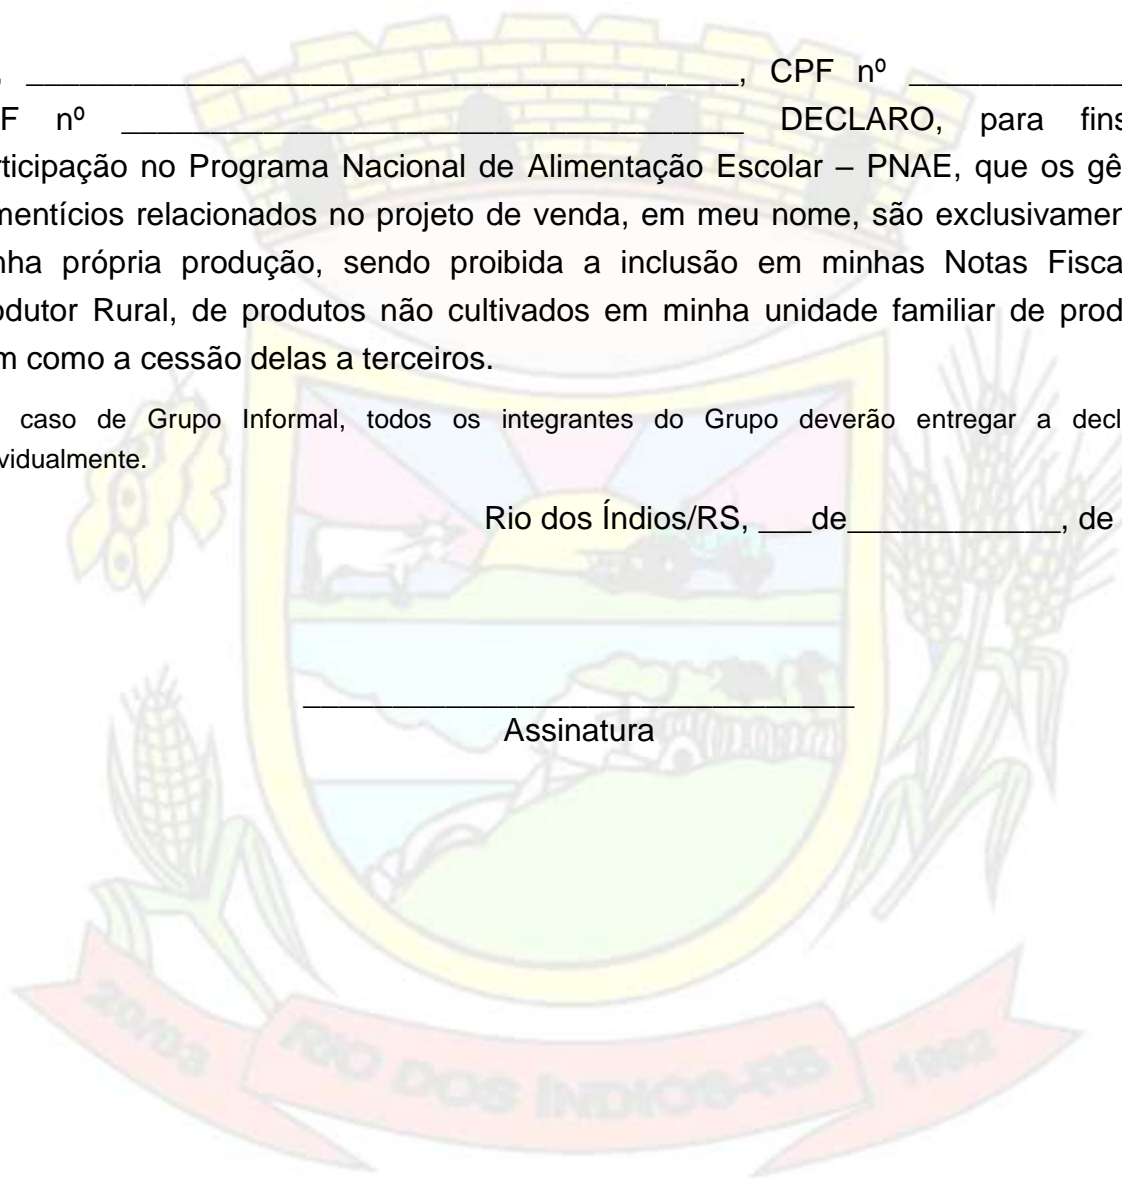 , ________________________________________, CPF nº ____________
F nº ___________________________________ DECLARO, para fins
rticipação no Programa Nacional de Alimentação Escolar – PNAE, que os gê
mentícios relacionados no projeto de venda, em meu nome, são exclusivamen
nha própria produção, sendo proibida a inclusão em minhas Notas Fisca
odutor Rural, de produtos não cultivados em minha unidade familiar de prod
m como a cessão delas a terceiros.
caso de Grupo Informal, todos os integrantes do Grupo deverão entregar a decl
vidualmente.
Rio dos Índios/RS, ___de____________, de
_______________________________
Assinatura
20/03 RIO DOS ÍNDIOS-RS 1992